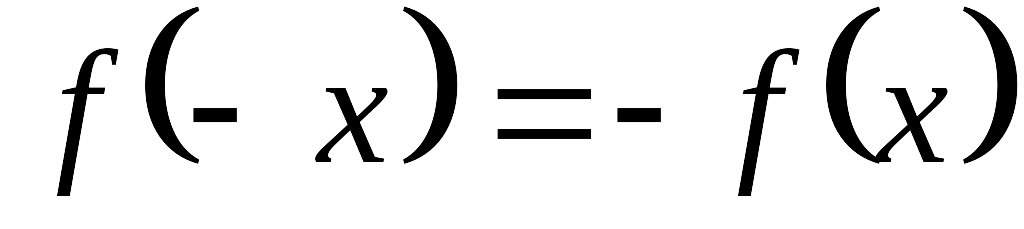 f(- x) = - f(x)